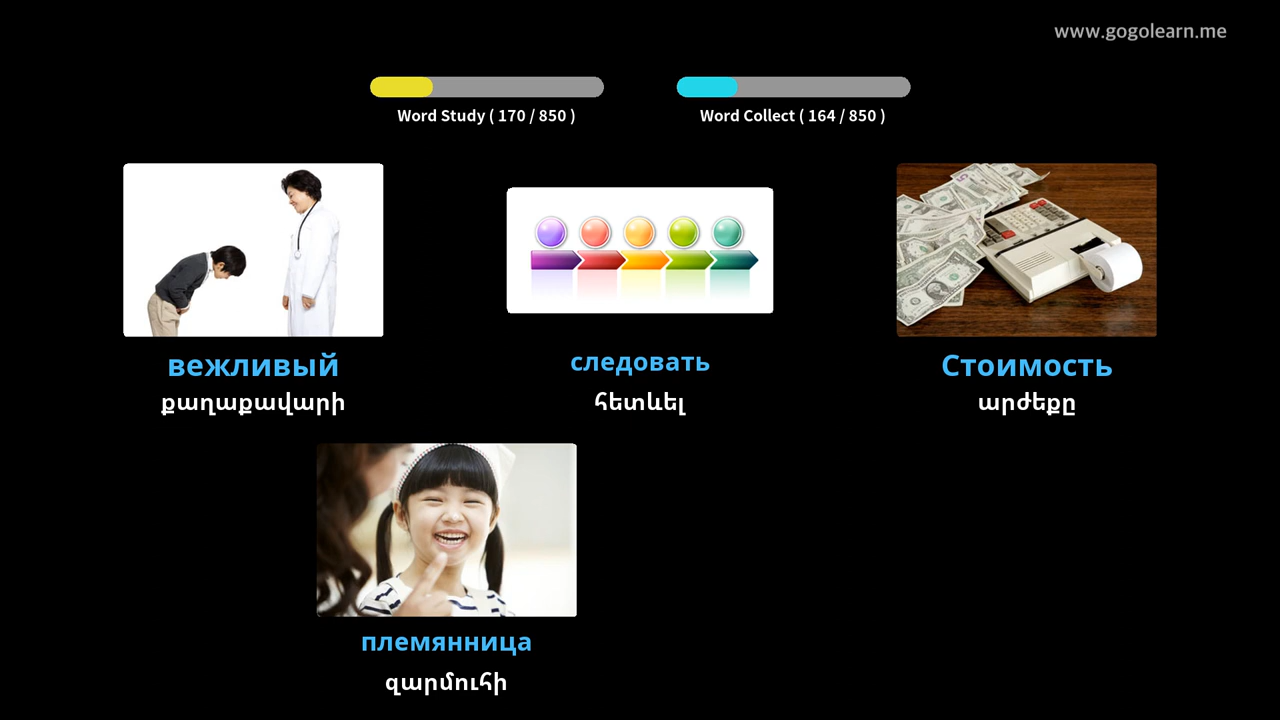 www.gogolearn.me
Word Study ( 170 / 850 )
Word Collect ( 164 / 850 )
вежливый
քաղաքավարի
следовать
հետևել
Стоимость
արժեքը
племянница
զարմուհի